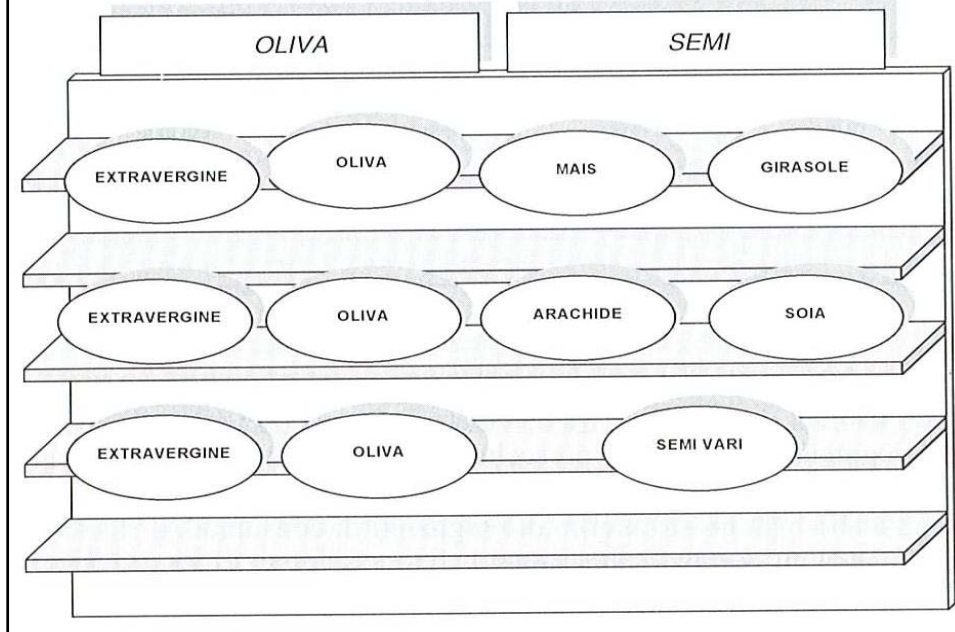 OLIVA
SEMI
EXTRAVERGINE
OLIVA
MAIS
GIRASOLE
EXTRAVERGINE
OLIVA
ARACHIDE
SOIA
EXTRAVERGINE
OLIVA
SEMI VARI